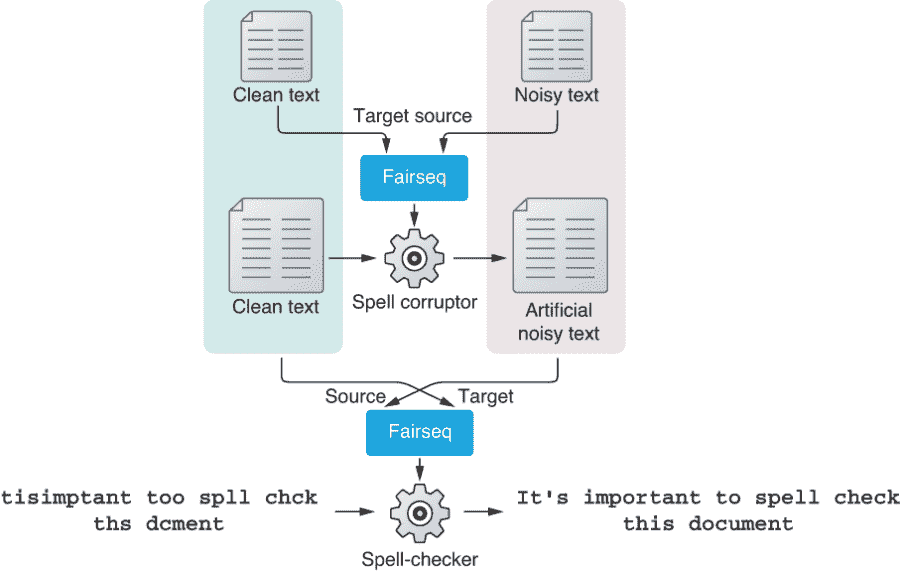 Clean text
Noisy text
Target source
Fairseq
Clean text
Spell corruptor
Artificial
noisy text
Source
Target
Fairseq
tisimptant too spll chck
ths dcment
It's important to spell check
this document
Spell-checker